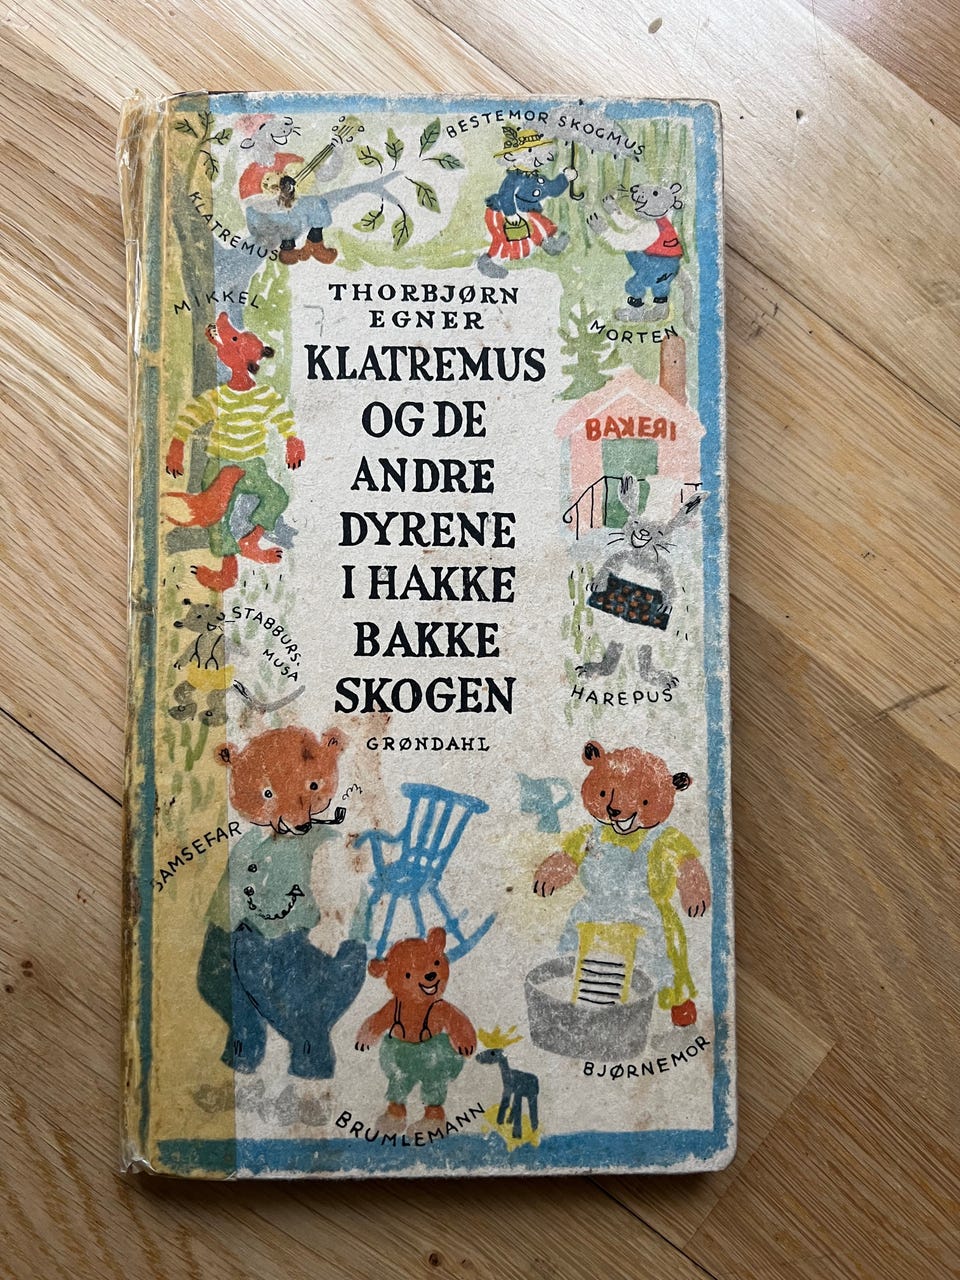 BESTEMOR SKOGMUS
KLATREMUS
MIKKEL
MORTEN
THORBJØRN
EGNER
KLATREMUS
OG DE
ANDRE
DYRENE
I HAKKE
BAKKE
SKOGEN
GRØNDAHL
BAKERI
STABBURS-
MUSA
HAREPUS
BAMSEFAR
BRUMLEMANN
BJØRNEMOR